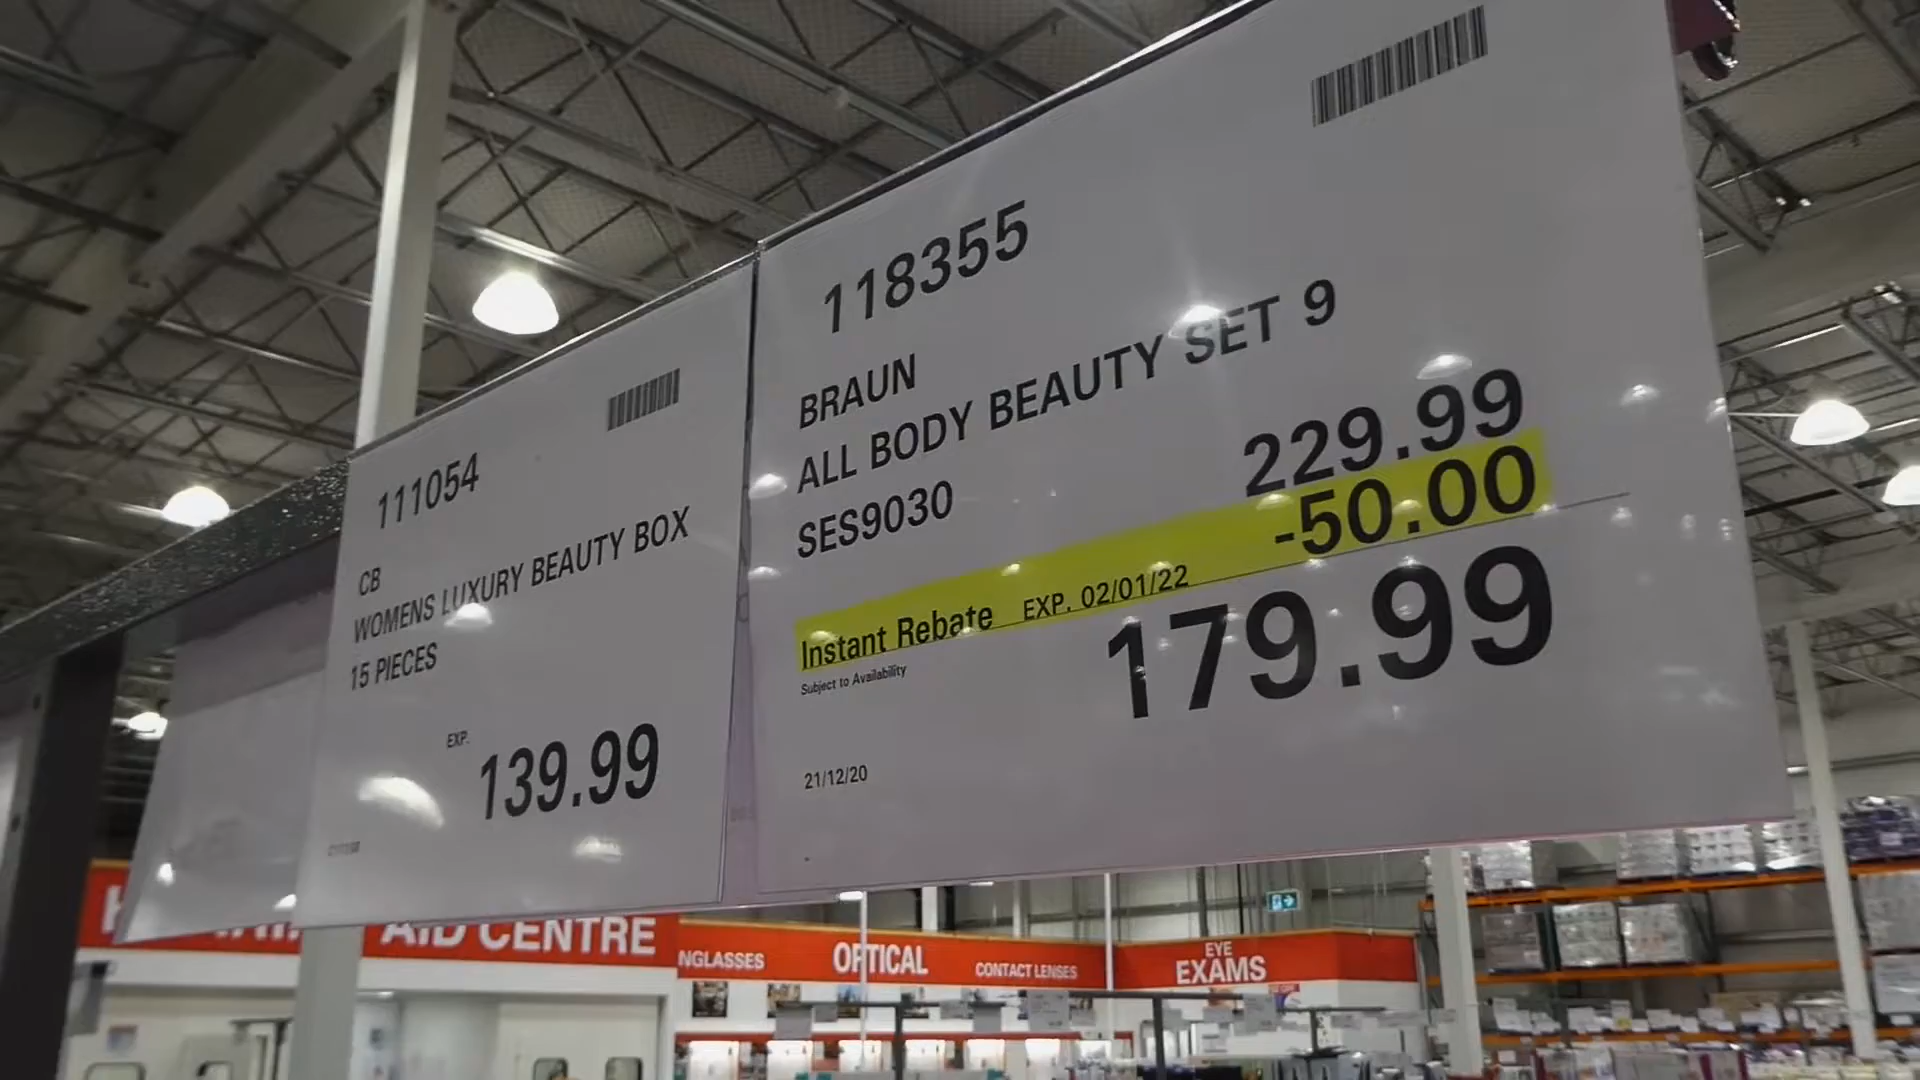 118355
BRAUN
ALL BODY BEAUTY SET 9
SES9030
229.99
-50.00
Instant Rebate EXP. 02/01/22
Subject to Availability
179.99
21/12/20
111054
CB
WOMENS LUXURY BEAUTY BOX
15 PIECES
EXP.
139.99
AID CENTRE
NGLASSES
OPTICAL
CONTACT LENSES
EYE
EXAMS